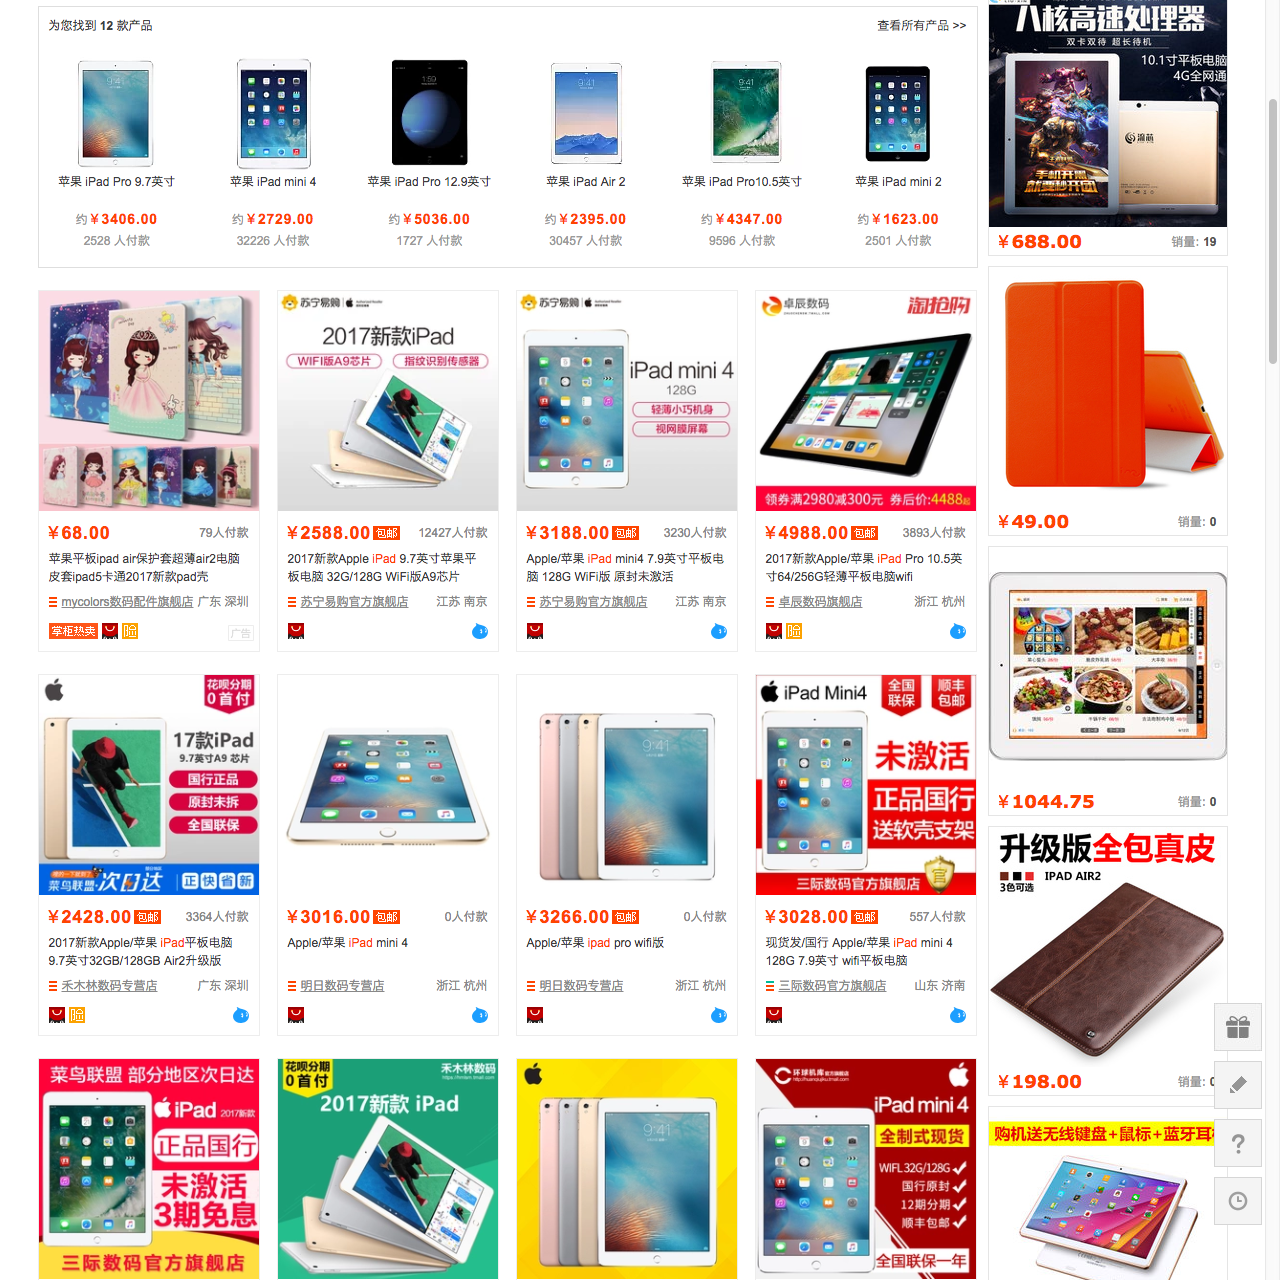 为您找到 12 款产品
查看所有产品 >>
苹果 iPad Pro 9.7英寸
约¥3406.00
2528 人付款
苹果 iPad mini 4
约¥2729.00
32226 人付款
苹果 iPad Pro 12.9英寸
约¥5036.00
1727 人付款
苹果 iPad Air 2
约¥2395.00
30457 人付款
苹果 iPad Pro10.5英寸
约¥4347.00
9596 人付款
苹果 iPad mini 2
约¥1623.00
2501 人付款
¥68.00
79人付款
苹果平板ipad air保护套超薄air2电脑
皮套ipad5卡通2017新款pad壳
mycolors数码配件旗舰店 广东 深圳
掌柜热卖 险
广告
苏宁易购
2017新款iPad
WIFI版A9芯片 指纹识别传感器
¥2588.00 包邮 12427人付款
2017新款Apple iPad 9.7英寸苹果平
板电脑 32G/128G WiFi版A9芯片
苏宁易购官方旗舰店 江苏 南京
苏宁易购
iPad mini 4
128G
轻薄小巧机身
视网膜屏幕
¥3188.00 包邮 3230人付款
Apple/苹果 iPad mini4 7.9英寸平板电
脑 128G WiFi版 原封未激活
苏宁易购官方旗舰店 江苏 南京
卓辰数码
淘抢购
领券满2980减300元 券后价:4488起
¥4988.00 包邮 3893人付款
2017新款Apple/苹果 iPad Pro 10.5英
寸64/256G轻薄平板电脑wifi
卓辰数码旗舰店 浙江 杭州
险
花呗分期
0首付
17款iPad
9.7英寸A9 芯片
国行正品
原封未拆
全国联保
菜鸟联盟·次日达 正快省新
¥2428.00 包邮 3364人付款
2017新款Apple/苹果 iPad平板电脑
9.7英寸32GB/128GB Air2升级版
禾木林数码专营店 广东 深圳
险
¥3016.00 包邮 0人付款
Apple/苹果 iPad mini 4
明日数码专营店 浙江 杭州
¥3266.00 包邮 0人付款
Apple/苹果 ipad pro wifi版
明日数码专营店 浙江 杭州
iPad Mini4
全国联保
顺丰包邮
未激活
正品国行
送软壳支架
三际数码官方旗舰店
官
¥3028.00 包邮 557人付款
现货发/国行 Apple/苹果 iPad mini 4
128G 7.9英寸 wifi平板电脑
三际数码官方旗舰店 山东 济南
菜鸟联盟 部分地区次日达
iPad 2017新款
正品国行
未激活
3期免息
三际数码官方旗舰店
花呗分期
0首付
禾木林数码
2017新款 iPad
环球机库
iPad mini 4
全制式现货
WIFL 32G/128G
国行原封
12期分期
顺丰包邮
全国联保一年
八核高速处理器
双卡双待 超长待机
10.1寸平板电脑
4G全网通
流芯
手机开黑
就要秒开团
¥688.00
销量: 19
¥49.00
销量: 0
¥1044.75
销量: 0
升级版全包真皮
IPAD AIR2
3色可选
¥198.00
销量: 0
购机送无线键盘+鼠标+蓝牙耳机
?